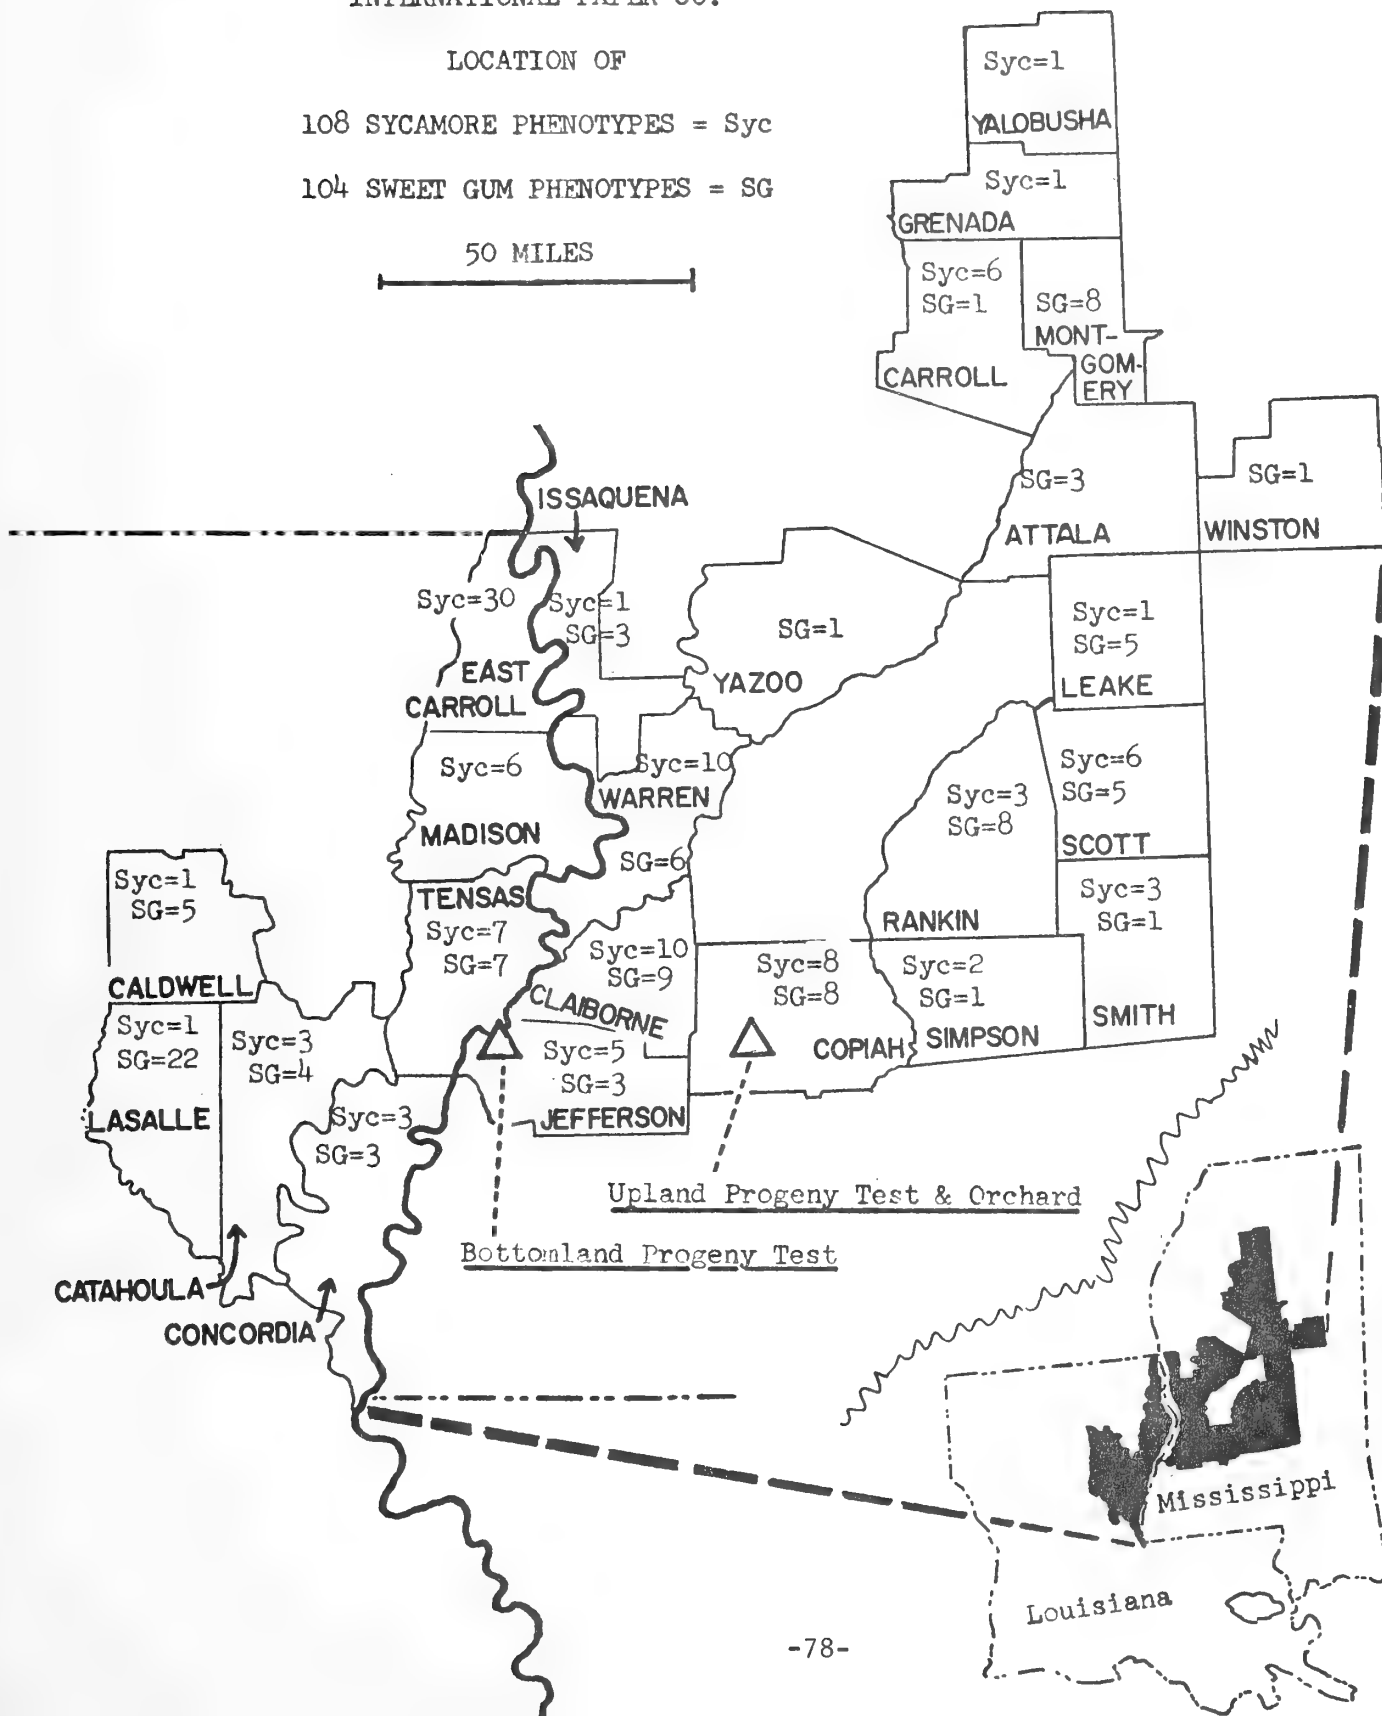 INTERNATIONAL PAPER CO.
LOCATION OF
108 SYCAMORE PHENOTYPES = Syc
104 SWEET GUM PHENOTYPES = SG
50 MILES
Syc=1
YALOBUSHA
Syc=1
GRENADA
Syc=6
SG=1
CARROLL
SG=8
MONT-
GOM-
ERY
SG=3
ATTALA
SG=1
WINSTON
ISSAQUENA
Syc=1
SG=3
Syc=30
EAST
CARROLL
SG=1
YAZOO
Syc=1
SG=5
LEAKE
Syc=6
MADISON
Syc=10
WARREN
SG=6
Syc=3
SG=8
RANKIN
Syc=6
SG=5
SCOTT
Syc=3
SG=1
SMITH
Syc=1
SG=5
CALDWELL
TENSAS
Syc=7
SG=7
Syc=10
SG=9
CLAIBORNE
Syc=8
SG=8
COPIAH
Syc=2
SG=1
SIMPSON
Syc=1
SG=22
LASALLE
Syc=3
SG=4
Syc=3
SG=3
Syc=5
SG=3
JEFFERSON
Upland Progeny Test & Orchard
Bottomland Progeny Test
CATAHOULA
CONCORDIA
Mississippi
Louisiana
-78-